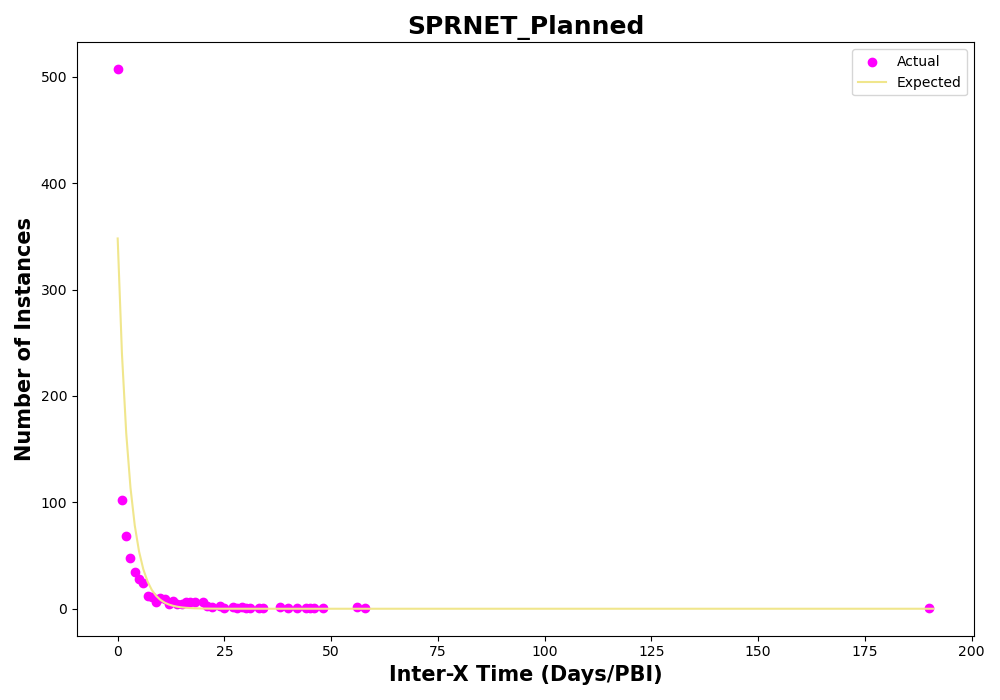 SPRNET_Planned
Actual
Expected
Number of Instances
500
400
300
200
100
0
0 25 50 75 100 125 150 175 200
Inter-X Time (Days/PBI)